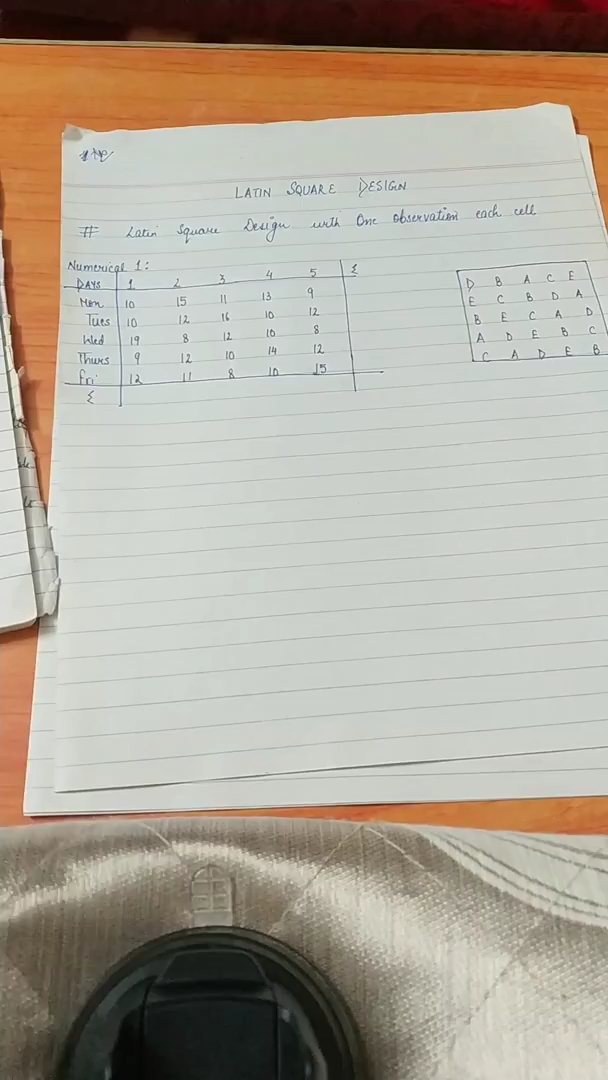 LATIN SQUARE DESIGN
# Latin Square Design with One observation each cell
Numerical 1:
DAYS 1 2 3 4 5 Σ
Mon 10 15 11 13 9
Tues 10 12 16 10 12
Wed 19 8 12 10 8
Thurs 9 12 10 14 12
Fri 12 11 8 10 15
Σ
D B A C E
E C B D A
B E C A D
A D E B C
C A D E B